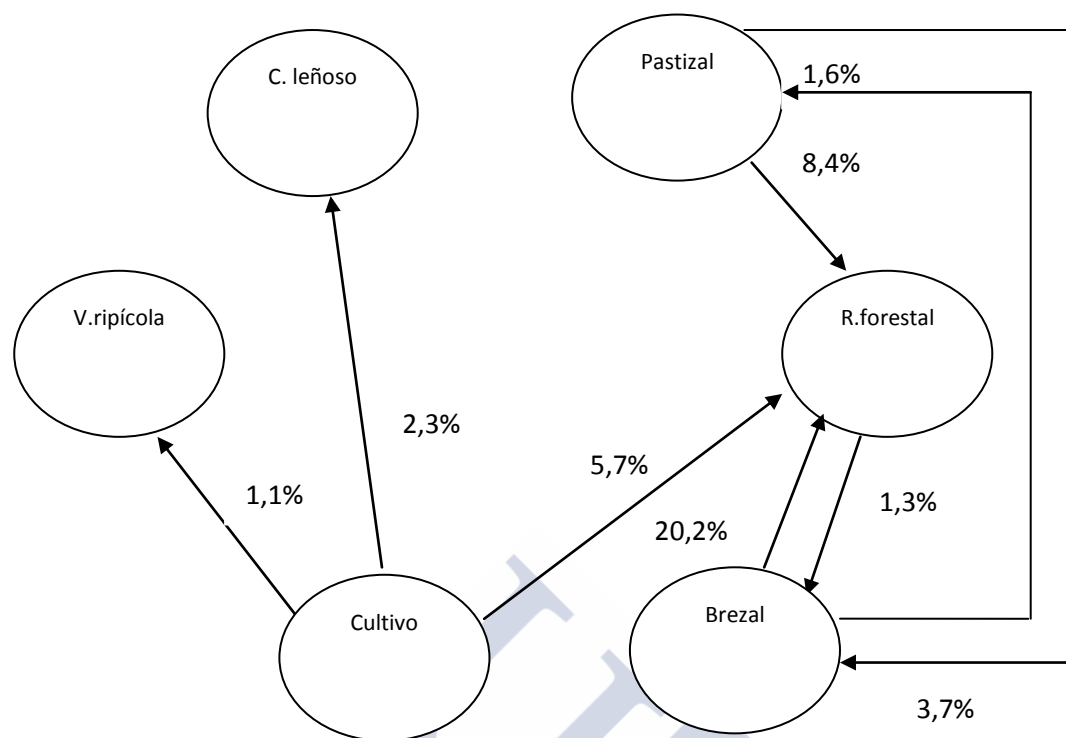 C. leñoso
Pastizal
1,6%
8,4%
V.ripícola
R.forestal
2,3%
5,7%
1,1%
20,2%
1,3%
Cultivo
Brezal
3,7%